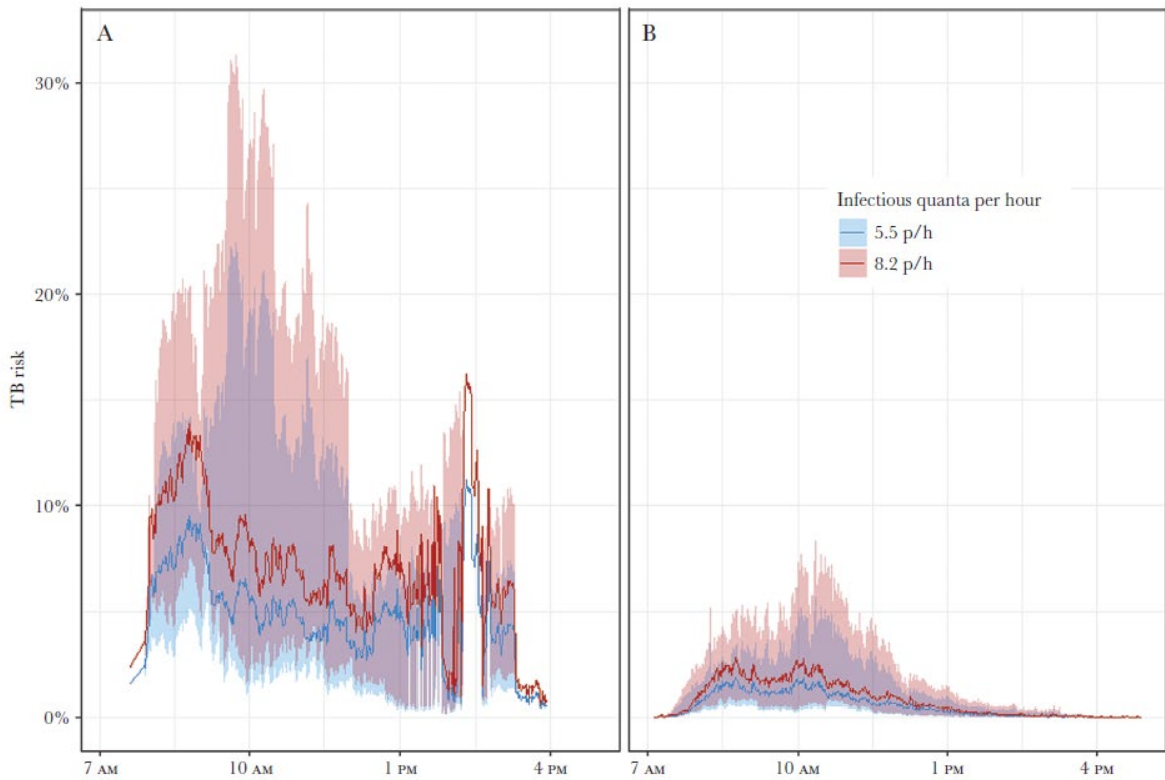 A
B
30%
20%
10%
0%
TB risk
Infectious quanta per hour
5.5 p/h
8.2 p/h
7 AM
10 AM
1 PM
4 PM
7 AM
10 AM
1 PM
4 PM